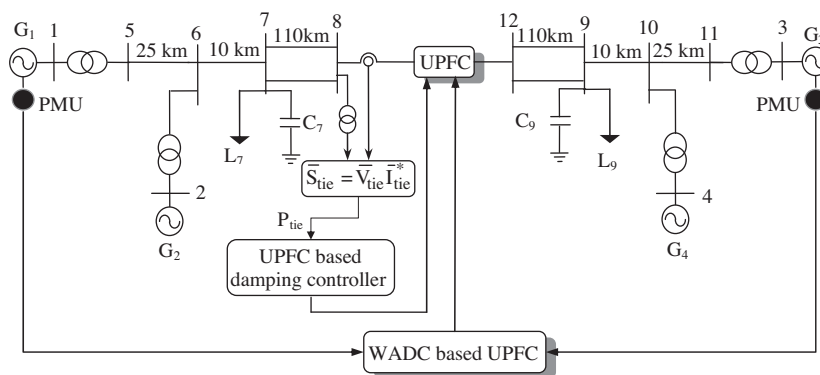 G₁ 1 5 25 km 6 10 km 7 110km 8 UPFC 12 110km 9 10 km 10 25 km 11 3
PMU
PMU
L₇
C₇
C₉
L₉
S̅tie = V̅tie I̅*tie
2
G₂
4
G₄
Ptie
UPFC based
damping controller
WADC based UPFC